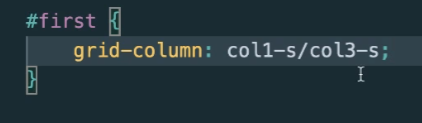 #first {
    grid-column: col1-s/col3-s;
}